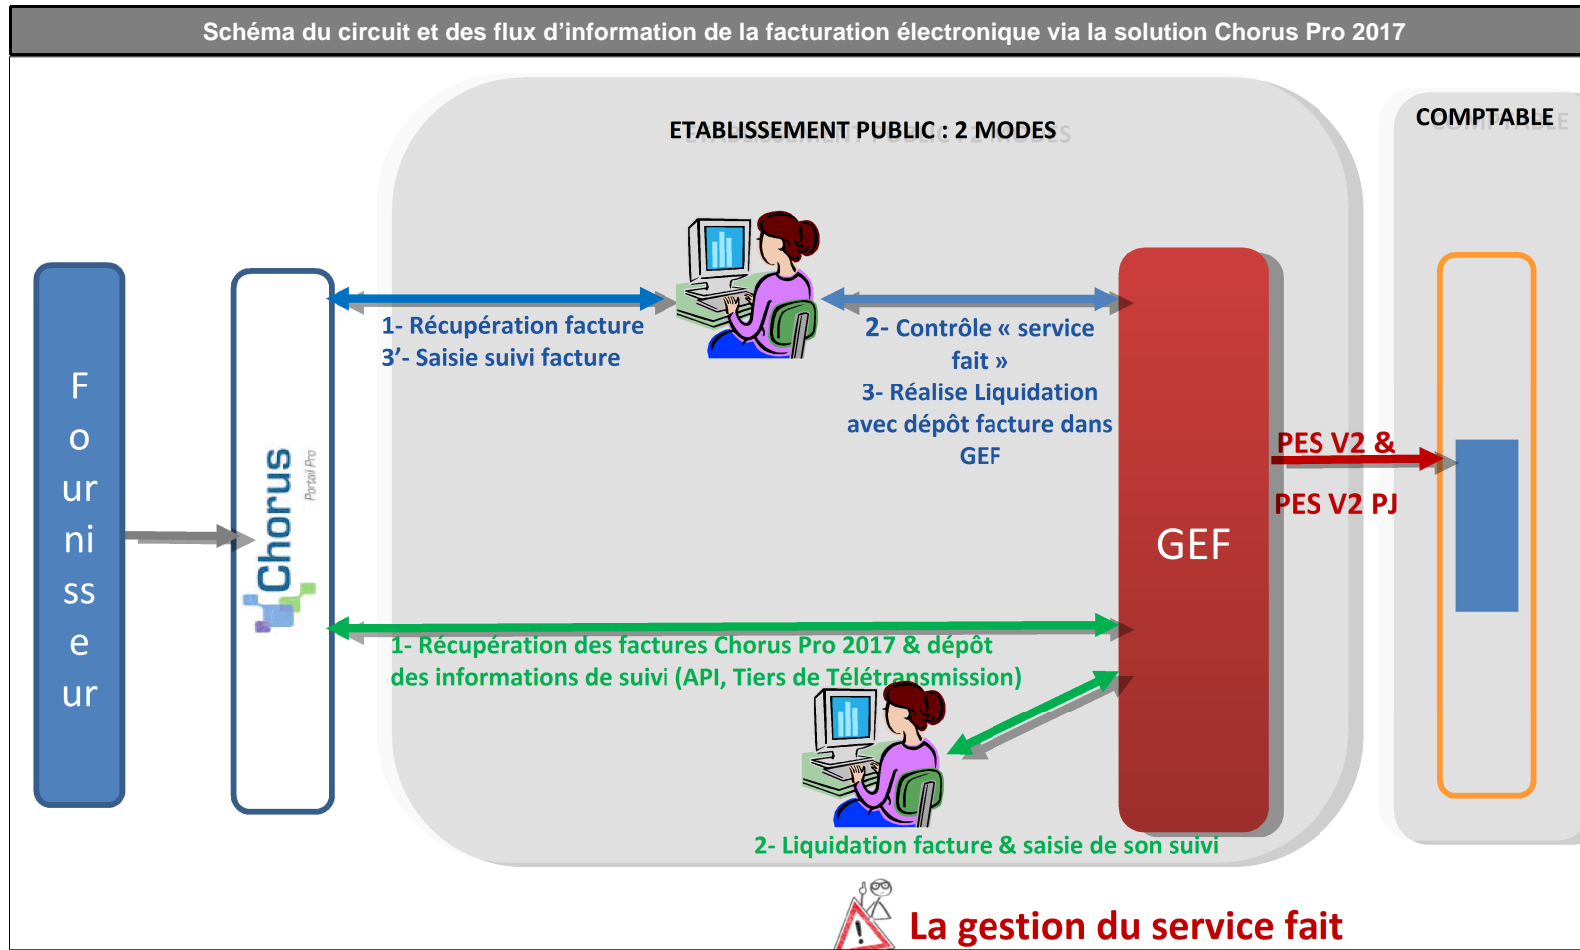 Schéma du circuit et des flux d’information de la facturation électronique via la solution Chorus Pro 2017
ETABLISSEMENT PUBLIC : 2 MODES
COMPTABLE
1- Récupération facture
3’- Saisie suivi facture
2- Contrôle « service
fait »
3- Réalise Liquidation
avec dépôt facture dans
GEF
F
o
ur
ni
ss
e
ur
Chorus
Portail Pro
PES V2 &
PES V2 PJ
GEF
1- Récupération des factures Chorus Pro 2017 & dépôt
des informations de suivi (API, Tiers de Télétransmission)
2- Liquidation facture & saisie de son suivi
La gestion du service fait